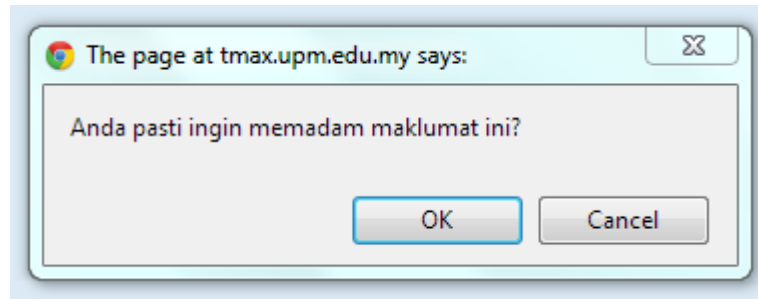 The page at tmax.upm.edu.my says:
Anda pasti ingin memadam maklumat ini?
OK Cancel